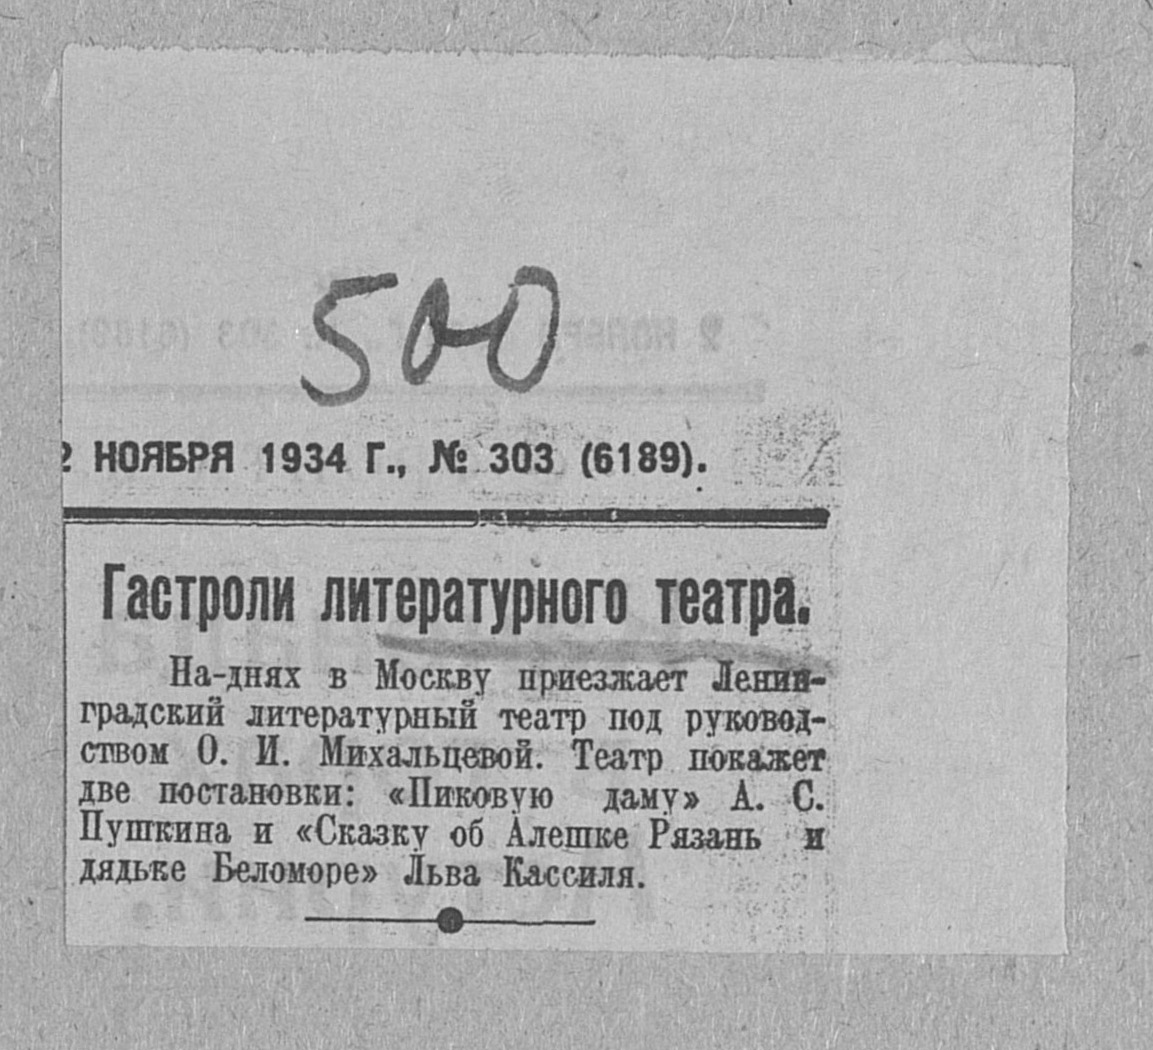 500
2 НОЯБРЯ 1934 Г., № 303 (6189).
Гастроли литературного театра.
На-днях в Москву приезжает Ленин-
градский литературный театр под руковод-
ством О. И. Михальцевой. Театр покажет
две постановки: «Пиковую даму» А. С.
Пушкина и «Сказку об Алешке Рязань и
дядьке Беломоре» Льва Кассиля.